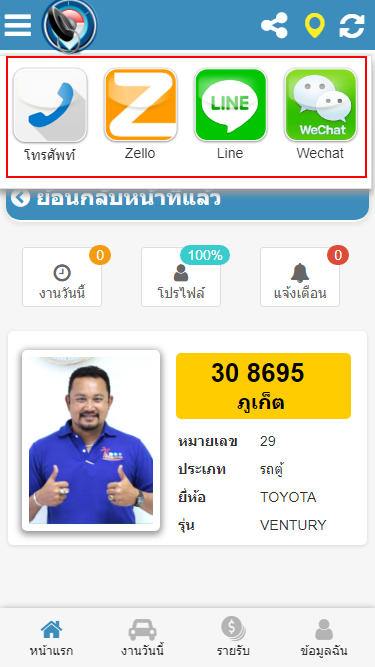 LINE
WeChat
โทรศัพท์ Zello Line Wechat
ย้อนกลับหน้าที่แล้ว
0 100% 0
งานวันนี้ โปรไฟล์ แจ้งเตือน
30 8695
ภูเก็ต
หมายเลข 29
ประเภท รถตู้
ยี่ห้อ TOYOTA
รุ่น VENTURY
หน้าแรก งานวันนี้ รายรับ ข้อมูลฉัน